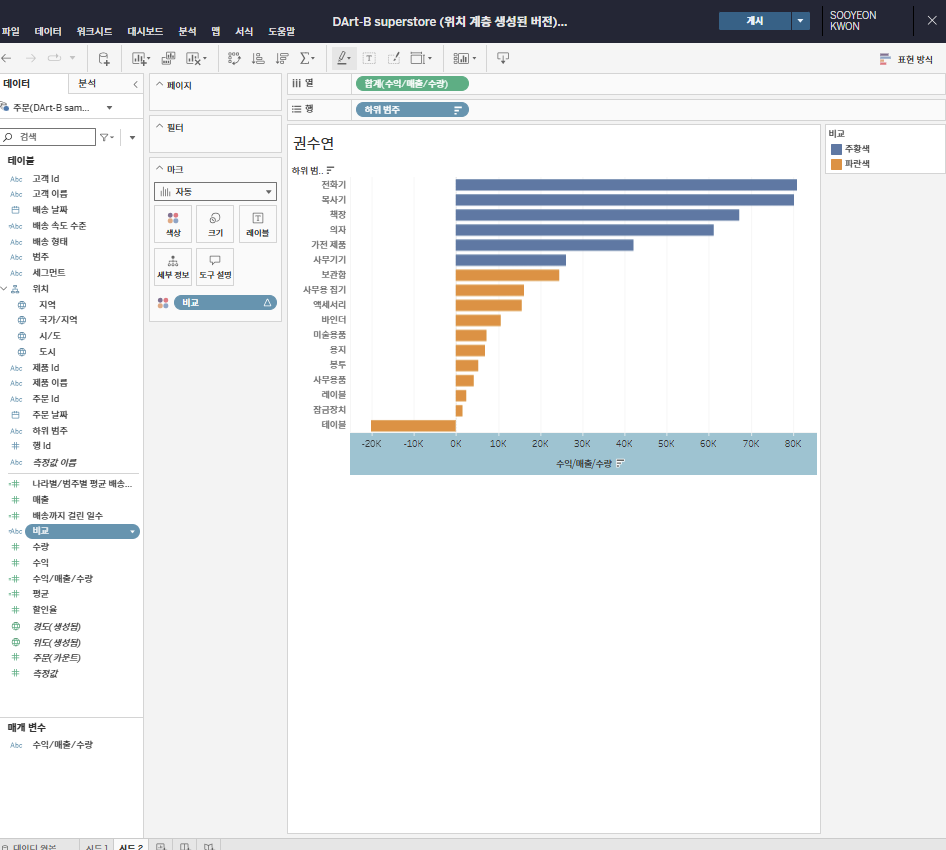 DArt-B superstore (위치 계층 생성된 버전)...
게시
SOOYEON
KWON
파일 데이터 워크시트 대시보드 분석 맵 서식 도움말
표현 방식
데이터 분석
주문(DArt-B sam...
검색
테이블
Abc 고객 Id
Abc 고객 이름
배송 날짜
Abc 배송 속도 수준
Abc 배송 형태
Abc 범주
Abc 세그먼트
위치
지역
국가/지역
시/도
도시
Abc 제품 Id
Abc 제품 이름
Abc 주문 Id
주문 날짜
Abc 하위 범주
행 Id
Abc 측정값 이름
나라별/범주별 평균 배송...
매출
배송까지 걸린 일수
Abc 비교
수량
수익
수익/매출/수량
평균
할인율
경도(생성됨)
위도(생성됨)
주문(카운트)
측정값
매개 변수
Abc 수익/매출/수량
페이지
필터
마크
자동
색상 크기 레이블
세부 정보 도구 설명
비교
열 합계(수익/매출/수량)
행 하위 범주
권수연
하위 범..
전화기
복사기
책장
의자
가전 제품
사무기기
보관함
사무용 집기
액세서리
바인더
미술용품
용지
봉투
사무용품
레이블
잠금장치
테이블
-20K -10K 0K 10K 20K 30K 40K 50K 60K 70K 80K
수익/매출/수량
비교
주황색
파란색
데이터 원본 시트 1 시트 2